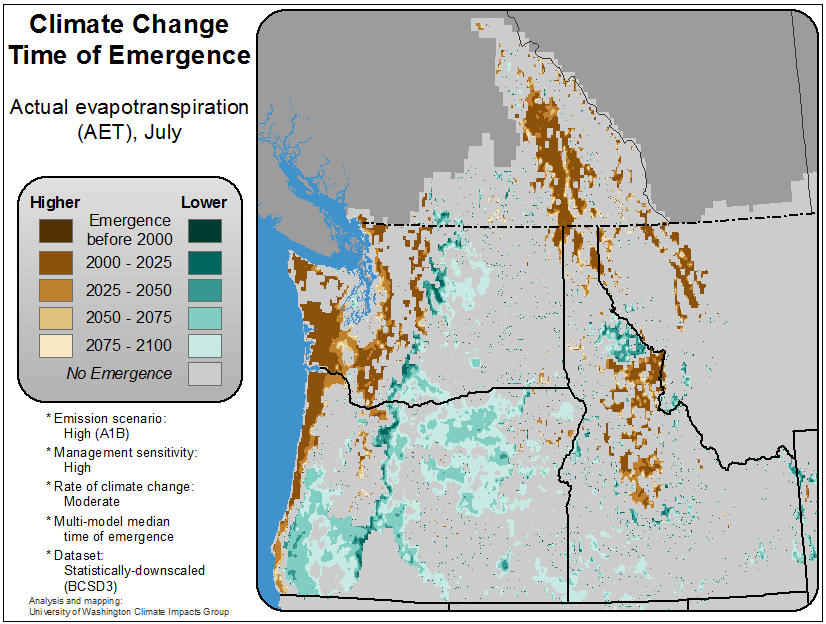 Climate Change
Time of Emergence
Actual evapotranspiration
(AET), July
Higher
Lower
Emergence
before 2000
2000 - 2025
2025 - 2050
2050 - 2075
2075 - 2100
No Emergence
* Emission scenario:
High (A1B)
* Management sensitivity:
High
* Rate of climate change:
Moderate
* Multi-model median
time of emergence
* Dataset:
Statistically-downscaled
(BCSD3)
Analysis and mapping:
University of Washington Climate Impacts Group